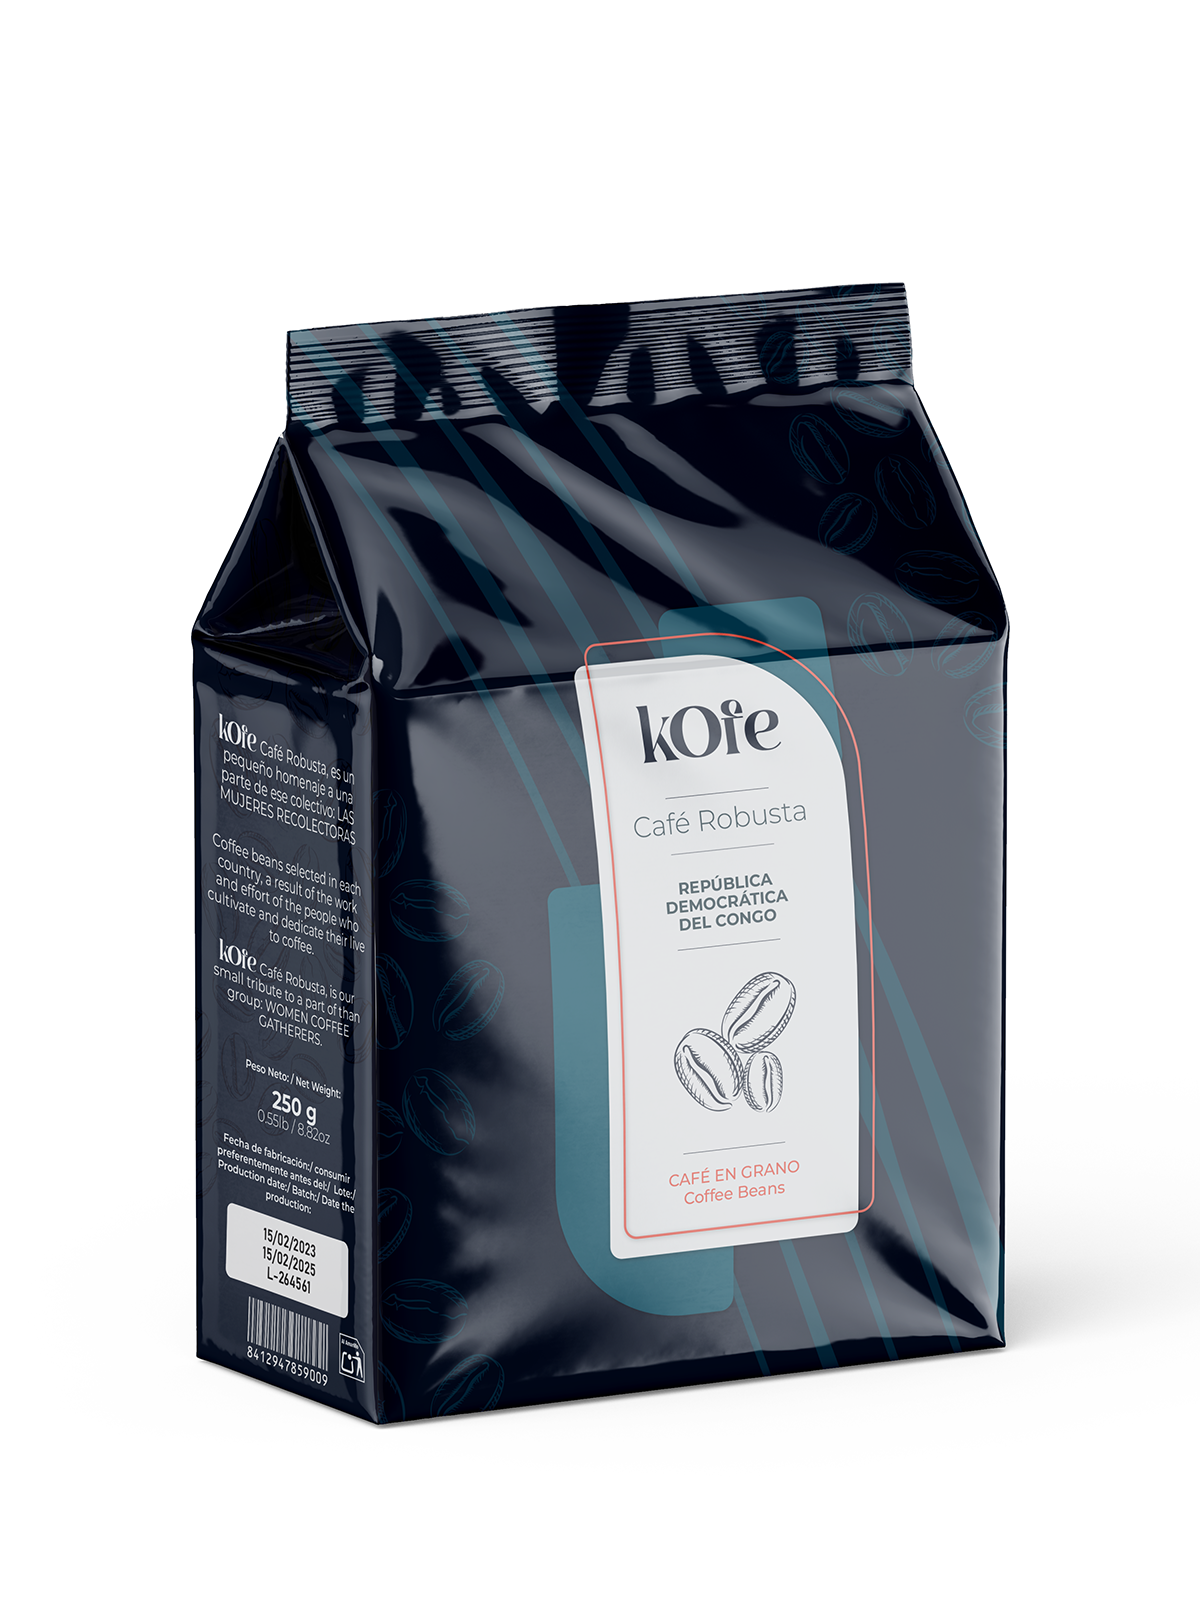 kOfe
Café Robusta
REPÚBLICA
DEMOCRÁTICA
DEL CONGO
CAFÉ EN GRANO
Coffee Beans
kOfe Café Robusta, es un
pequeño homenaje a una
parte de ese colectivo: LAS
MUJERES RECOLECTORAS
Coffee beans selected in each
country, a result of the work
and effort of the people who
cultivate and dedicate their live
to coffee.
kOfe Café Robusta, is our
small tribute to a part of than
group: WOMEN COFFEE
GATHERERS.
Peso Neto: / Net Weight:
250 g
0.55lb / 8.82oz
Fecha de fabricación:/ consumir
preferentemente antes del:/ Lote:/
Production date:/ Batch:/ Date the
production:
15/02/2023
15/02/2025
L-264561
8412947859009
Al Amarillo